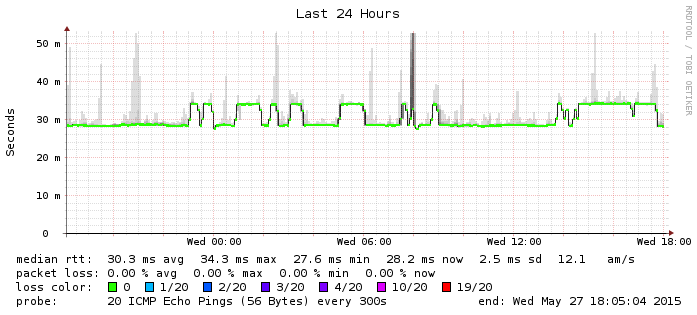 Last 24 Hours
RRDTOOL / TOBI OETIKER
Seconds
50 m
40 m
30 m
20 m
10 m
0
Wed 00:00 Wed 06:00 Wed 12:00 Wed 18:00
median rtt: 30.3 ms avg 34.3 ms max 27.6 ms min 28.2 ms now 2.5 ms sd 12.1 am/s
packet loss: 0.00 % avg 0.00 % max 0.00 % min 0.00 % now
loss color: 0 1/20 2/20 3/20 4/20 10/20 19/20
probe: 20 ICMP Echo Pings (56 Bytes) every 300s end: Wed May 27 18:05:04 2015